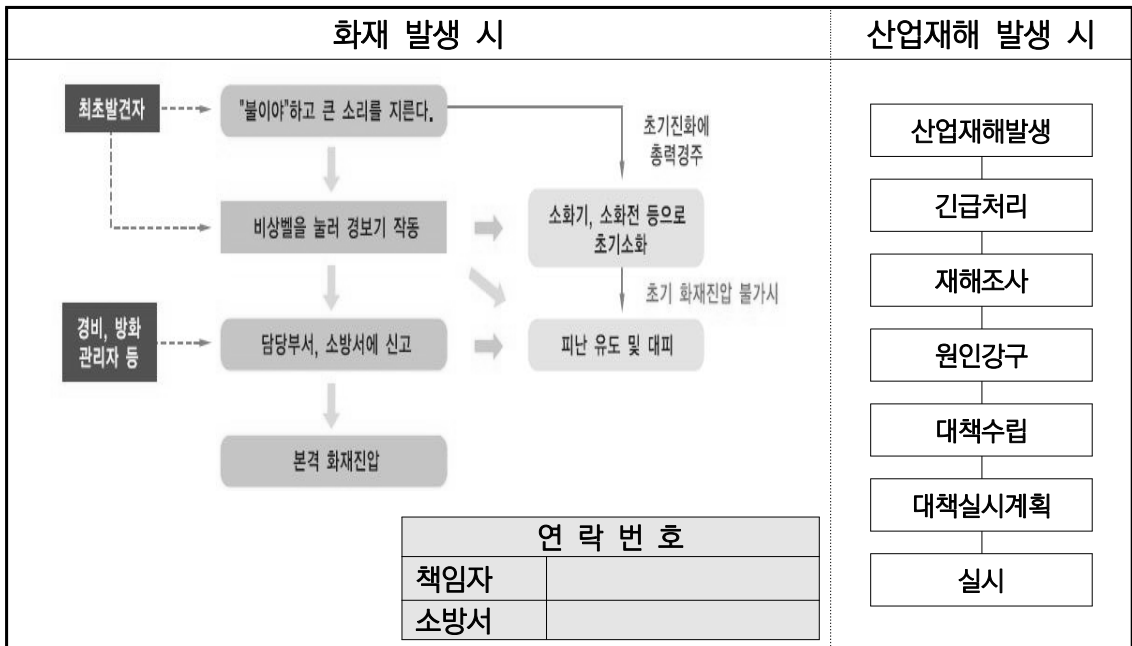 화재 발생 시
최초발견자
"불이야"하고 큰 소리를 지른다.
초기진화에
총력경주
비상벨을 눌러 경보기 작동
소화기, 소화전 등으로
초기소화
초기 화재진압 불가시
경비, 방화
관리자 등
담당부서, 소방서에 신고
피난 유도 및 대피
본격 화재진압
연 락 번 호
책임자
소방서
산업재해 발생 시
산업재해발생
긴급처리
재해조사
원인강구
대책수립
대책실시계획
실시